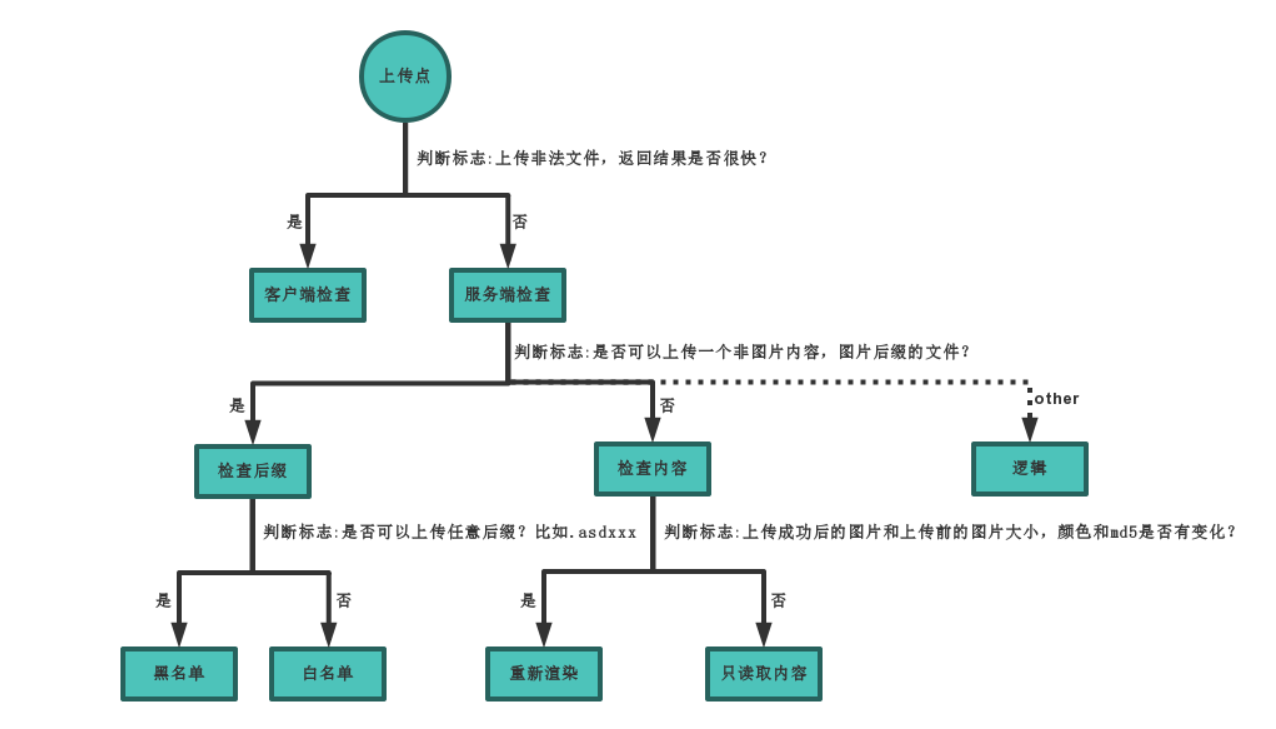 上传点
判断标志:上传非法文件，返回结果是否很快？
是
否
客户端检查
服务端检查
判断标志:是否可以上传一个非图片内容，图片后缀的文件？
是
否
other
检查后缀
检查内容
逻辑
判断标志:是否可以上传任意后缀？比如.asdxxx
判断标志:上传成功后的图片和上传前的图片大小，颜色和md5是否有变化？
是
否
是
否
黑名单
白名单
重新渲染
只读取内容